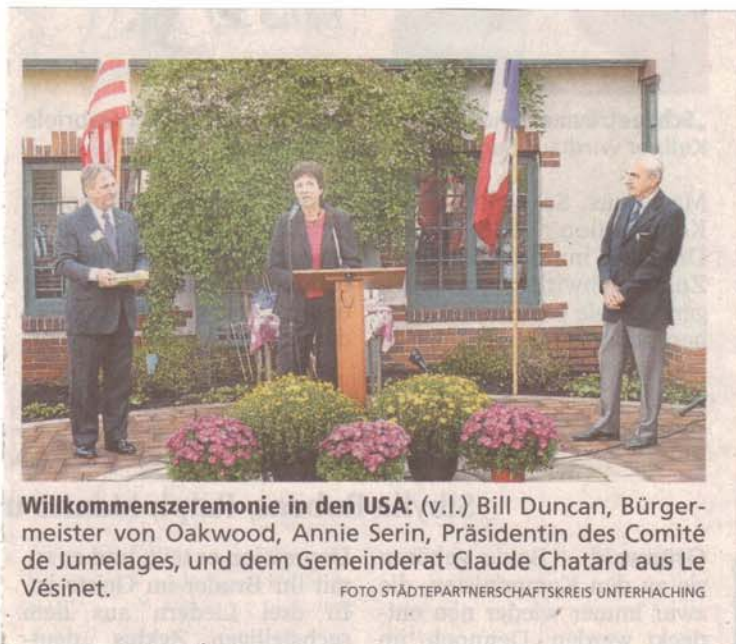 Willkommenszeremonie in den USA: (v.l.) Bill Duncan, Bürger-
meister von Oakwood, Annie Serin, Präsidentin des Comité
de Jumelages, und dem Gemeinderat Claude Chatard aus Le
Vésinet.
FOTO STÄDTEPARTNERSCHAFTSKREIS UNTERHACHING